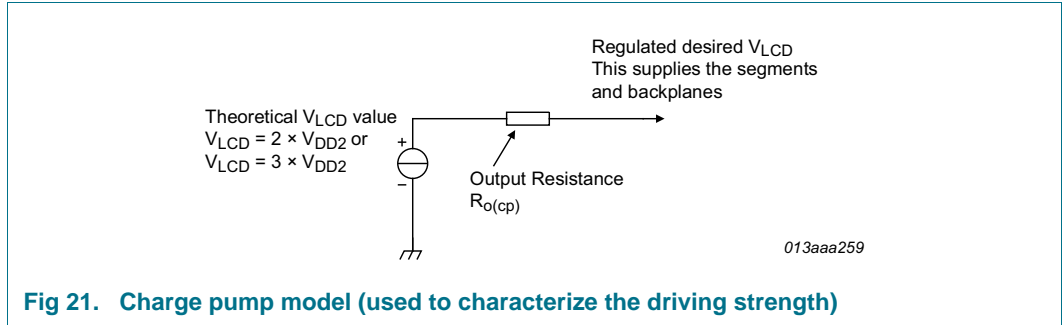 Regulated desired VLCD
This supplies the segments
and backplanes
Theoretical VLCD value
VLCD = 2 × VDD2 or
VLCD = 3 × VDD2
+
−
Output Resistance
Ro(cp)
013aaa259
Fig 21. Charge pump model (used to characterize the driving strength)